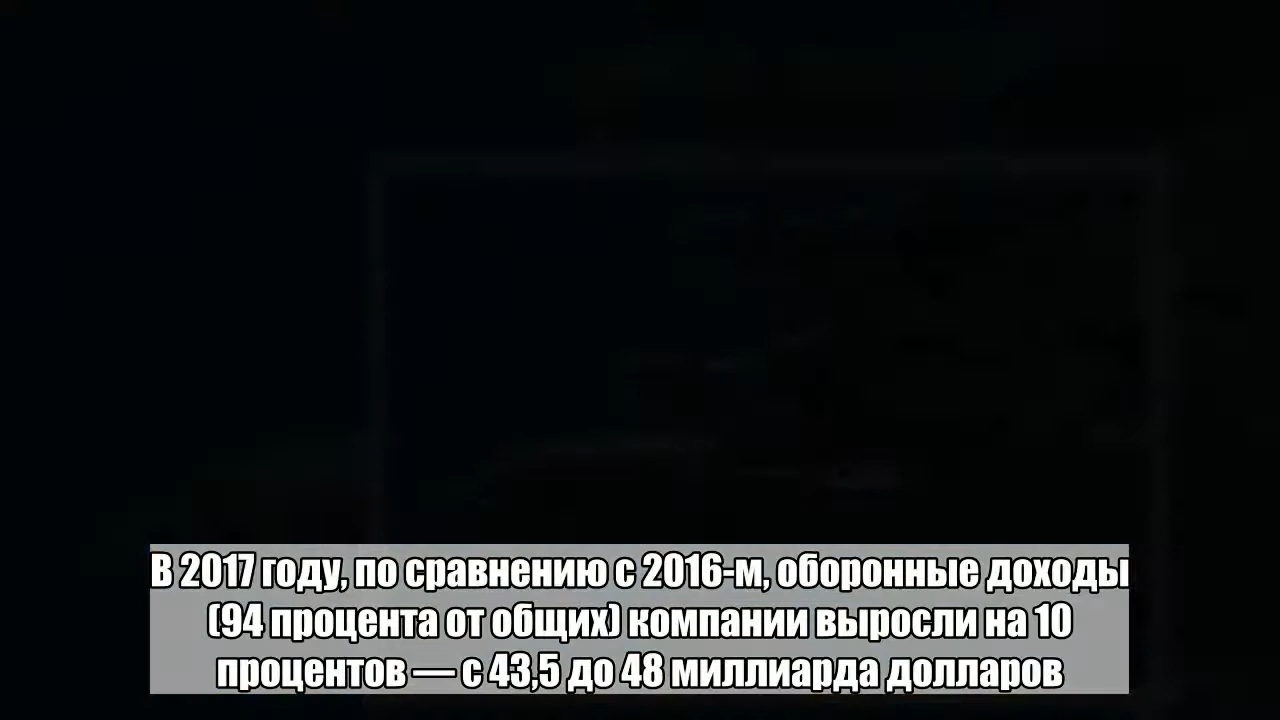 В 2017 году, по сравнению с 2016-м, оборонные доходы
(94 процента от общих) компании выросли на 10
процентов — с 43,5 до 48 миллиарда долларов